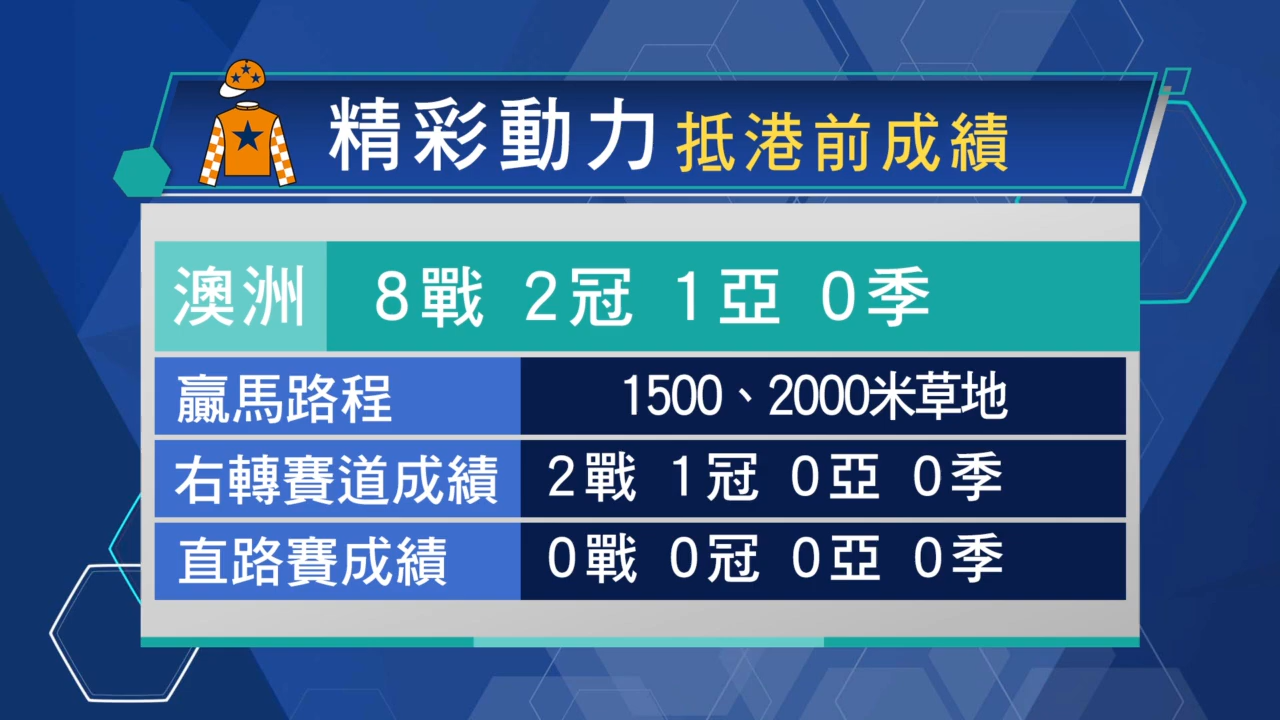 精彩動力 抵港前成績
澳洲 8戰 2冠 1亞 0季
贏馬路程 1500、2000米草地
右轉賽道成績 2戰 1冠 0亞 0季
直路賽成績 0戰 0冠 0亞 0季